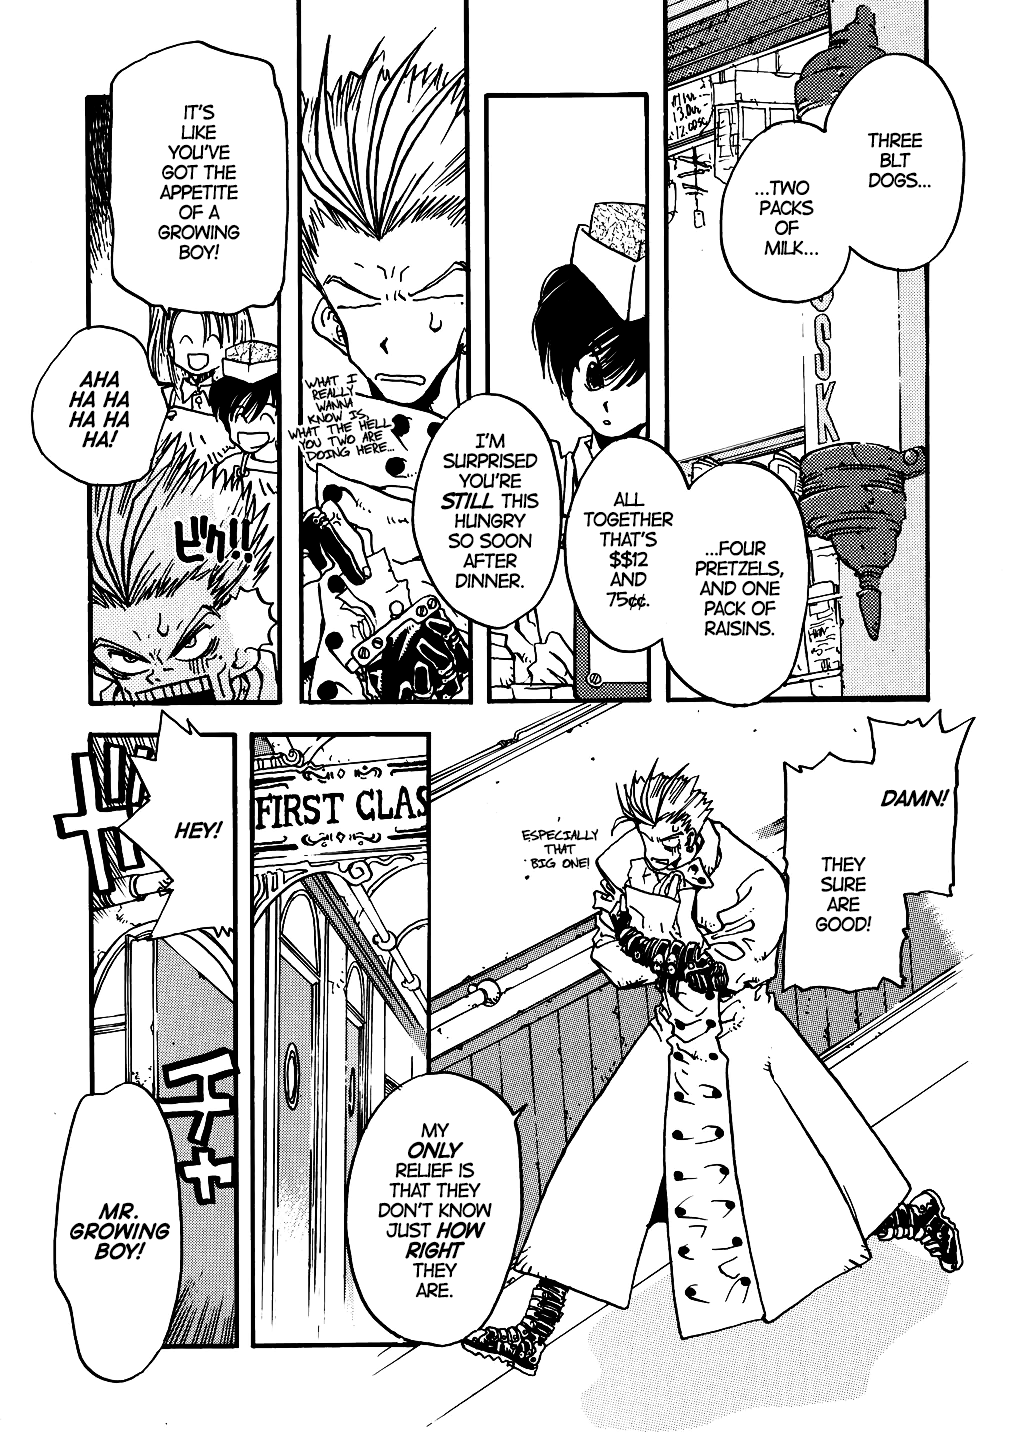 THREE
BLT
DOGS...
...TWO
PACKS
OF
MILK...
SK
...FOUR
PRETZELS,
AND ONE
PACK OF
RAISINS.
ALL
TOGETHER
THAT'S
$$12
AND
75¢¢.
I'M
SURPRISED
YOU'RE
STILL THIS
HUNGRY
SO SOON
AFTER
DINNER.
WHAT I
REALLY
WANNA
KNOW IS,
WHAT THE HELL
YOU TWO ARE
DOING HERE...
IT'S
LIKE
YOU'VE
GOT THE
APPETITE
OF A
GROWING
BOY!
AHA
HA HA
HA HA
HA!
ビク!!
DAMN!
THEY
SURE
ARE
GOOD!
ESPECIALLY
THAT
BIG ONE!
MY
ONLY
RELIEF IS
THAT THEY
DON'T KNOW
JUST HOW
RIGHT
THEY
ARE.
FIRST CLAS
HEY!
ガ
チャ
MR.
GROWING
BOY!